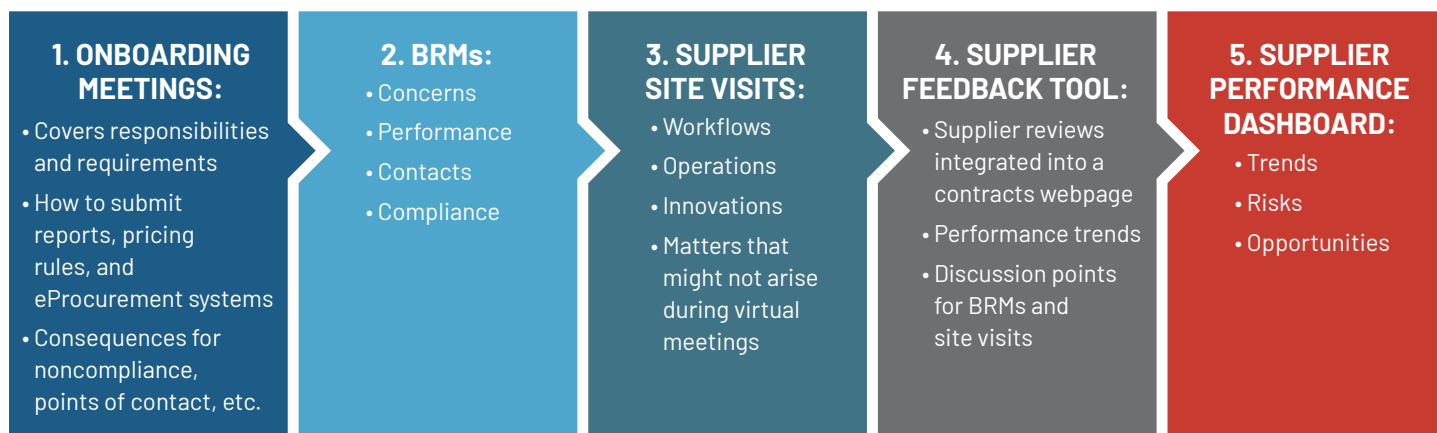 1. ONBOARDING
MEETINGS:
• Covers responsibilities
and requirements
• How to submit
reports, pricing
rules, and
eProcurement systems
• Consequences for
noncompliance,
points of contact, etc.
2. BRMs:
• Concerns
• Performance
• Contacts
• Compliance
3. SUPPLIER
SITE VISITS:
• Workflows
• Operations
• Innovations
• Matters that
might not arise
during virtual
meetings
4. SUPPLIER
FEEDBACK TOOL:
• Supplier reviews
integrated into a
contracts webpage
• Performance trends
• Discussion points
for BRMs and
site visits
5. SUPPLIER
PERFORMANCE
DASHBOARD:
• Trends
• Risks
• Opportunities